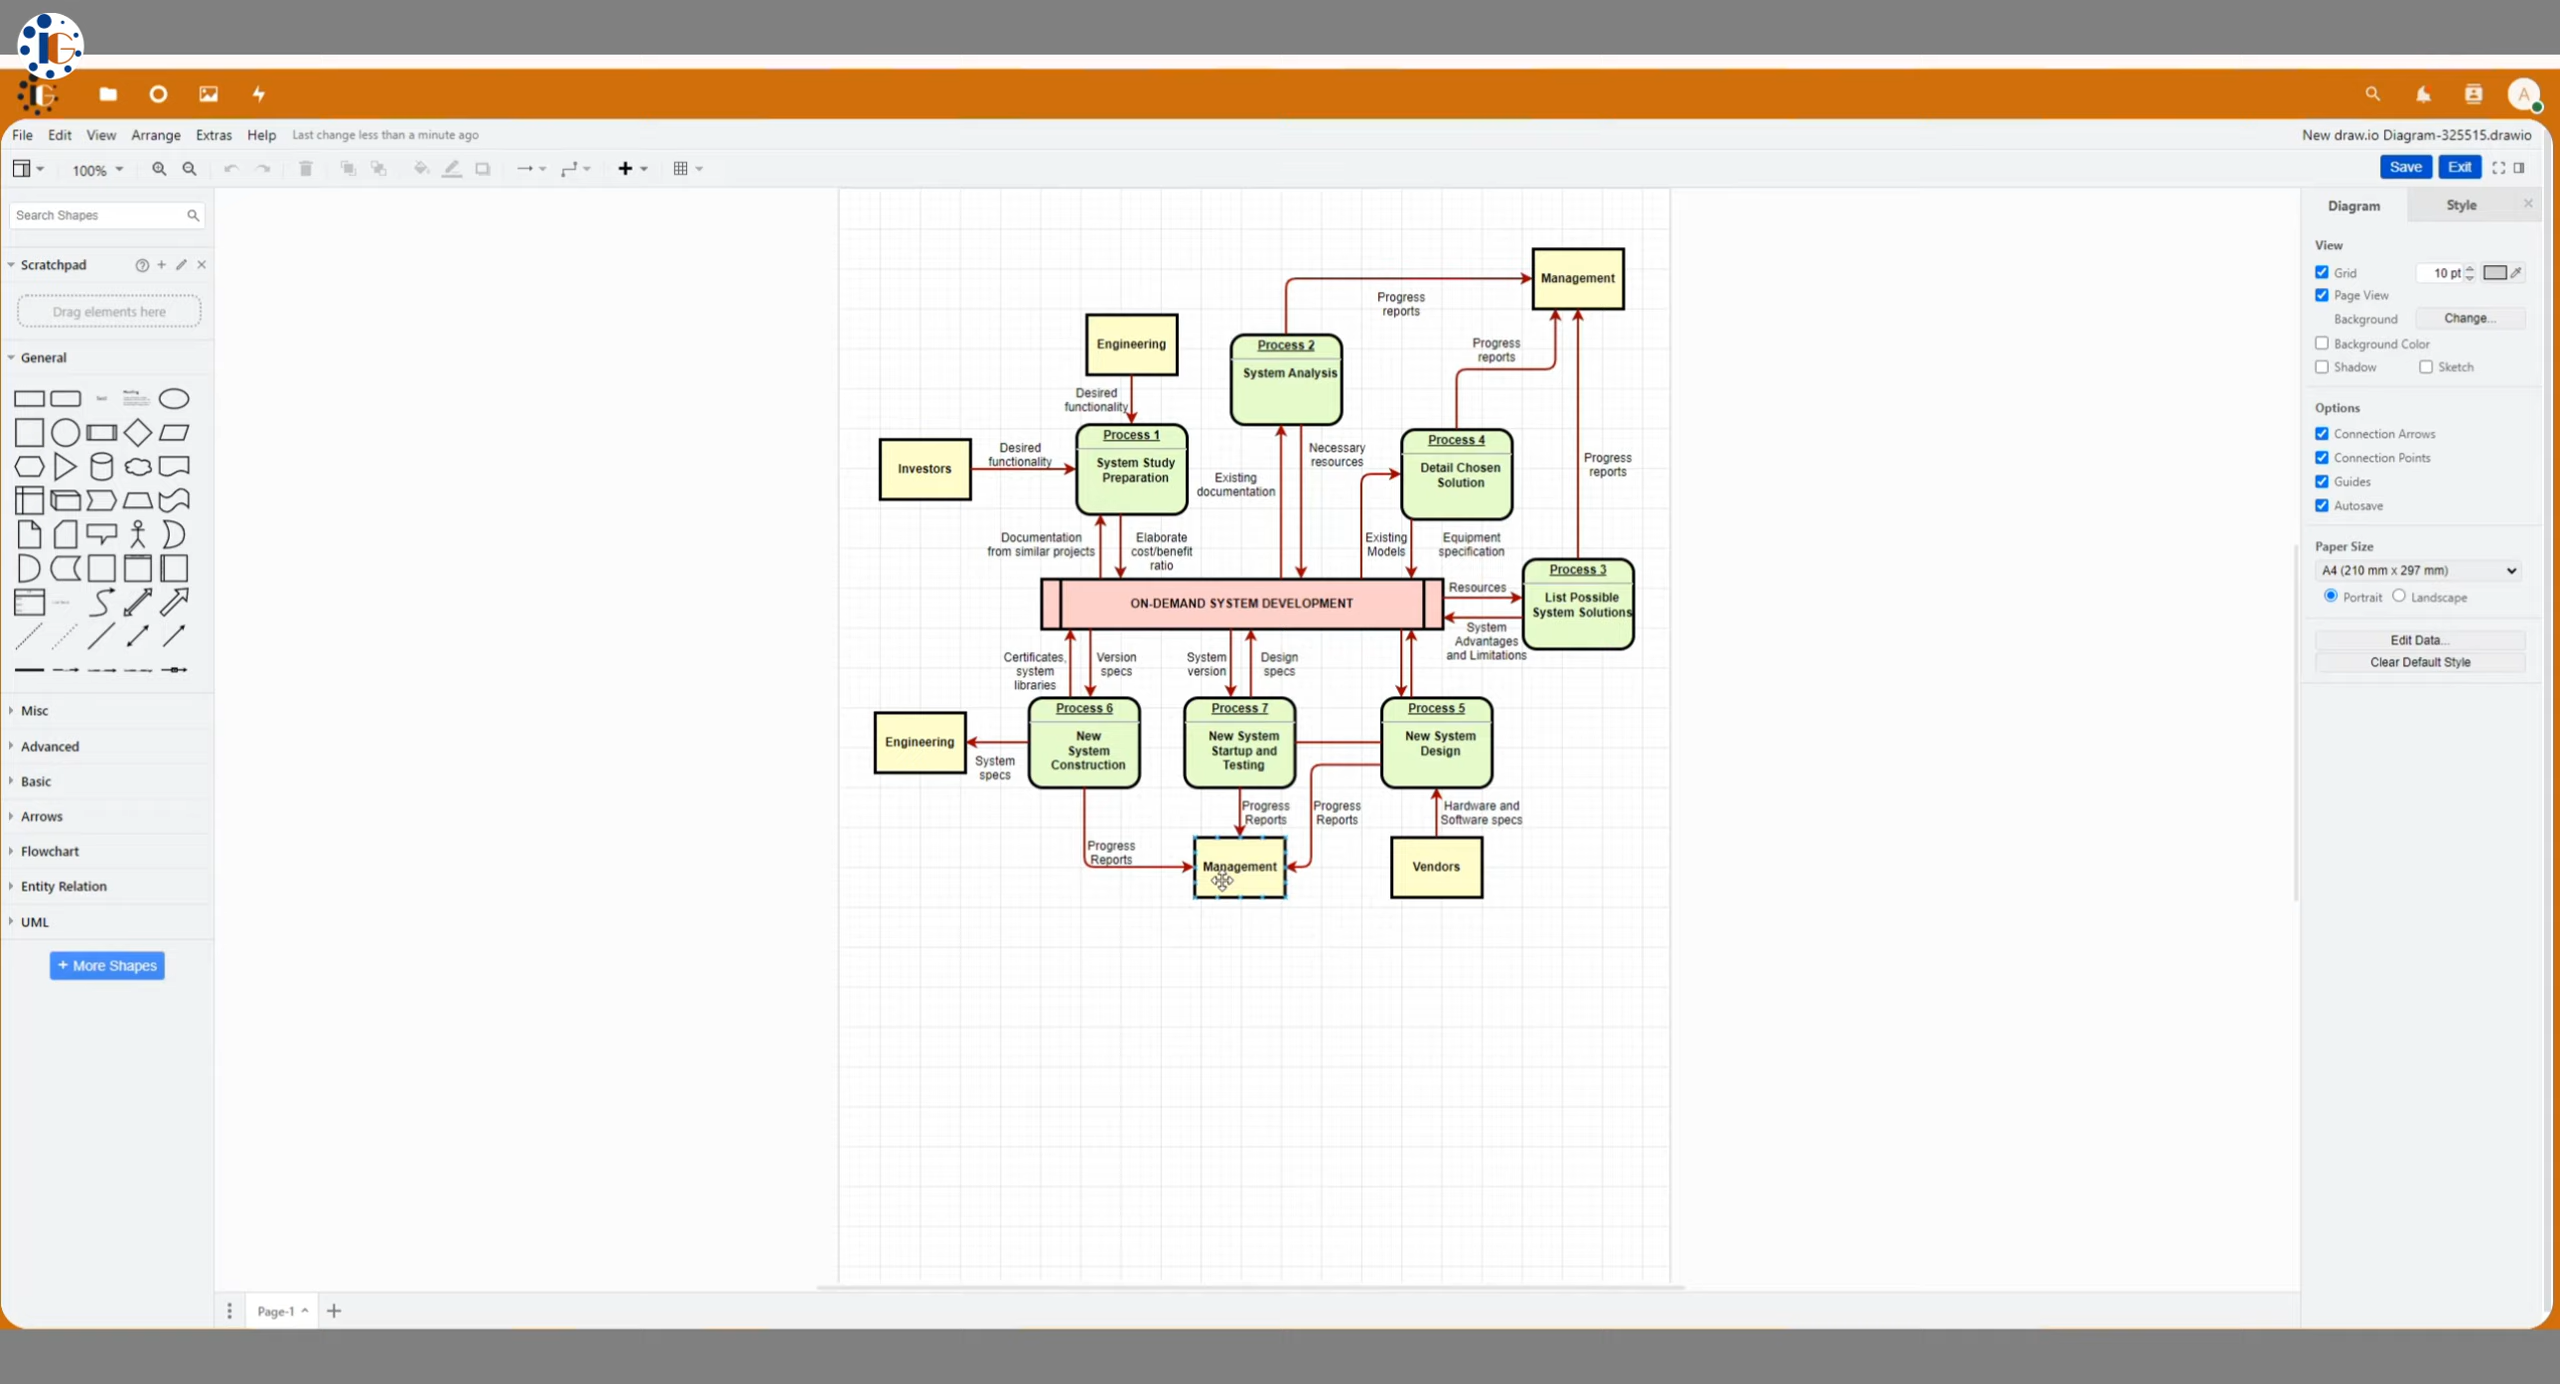 IG
IG
A
File Edit View Arrange Extras Help Last change less than a minute ago
New draw.io Diagram-325515.drawio
100%
Save Exit
Search Shapes
Scratchpad
Drag elements here
General
Misc
Advanced
Basic
Arrows
Flowchart
Entity Relation
UML
+ More Shapes
Management
Progress
reports
Engineering
Process 2
System Analysis
Progress
reports
Desired
functionality
Process 1
System Study
Preparation
Investors
Desired
functionality
Necessary
resources
Process 4
Detail Chosen
Solution
Progress
reports
Existing
documentation
Documentation
from similar projects
Elaborate
cost/benefit
ratio
Existing
Models
Equipment
specification
Process 3
List Possible
System Solutions
ON-DEMAND SYSTEM DEVELOPMENT
Resources
System
Advantages
and Limitations
Certificates,
system
libraries
Version
specs
System
version
Design
specs
Process 6
New
System
Construction
Process 7
New System
Startup and
Testing
Process 5
New System
Design
Engineering
System
specs
Progress
Reports
Progress
Reports
Hardware and
Software specs
Progress
Reports
Management
Vendors
Diagram Style
View
Grid 10 pt
Page View
Background Change...
Background Color
Shadow Sketch
Options
Connection Arrows
Connection Points
Guides
Autosave
Paper Size
A4 (210 mm x 297 mm)
Portrait Landscape
Edit Data...
Clear Default Style
Page-1